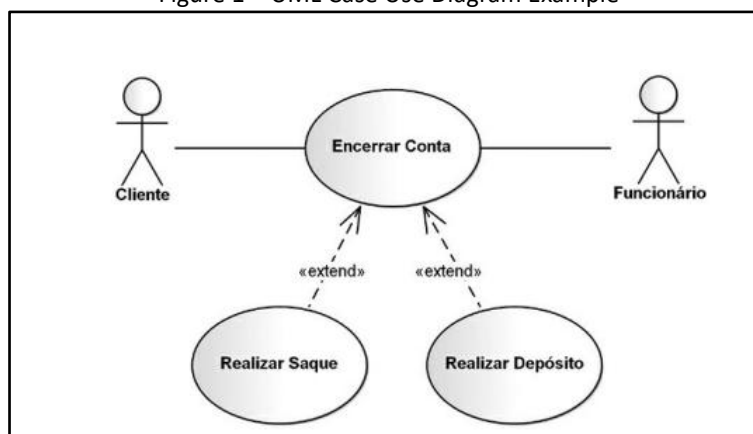 Figure 1 – UML Case Use Diagram Example
Encerrar Conta
Cliente
Funcionário
«extend»
«extend»
Realizar Saque
Realizar Depósito